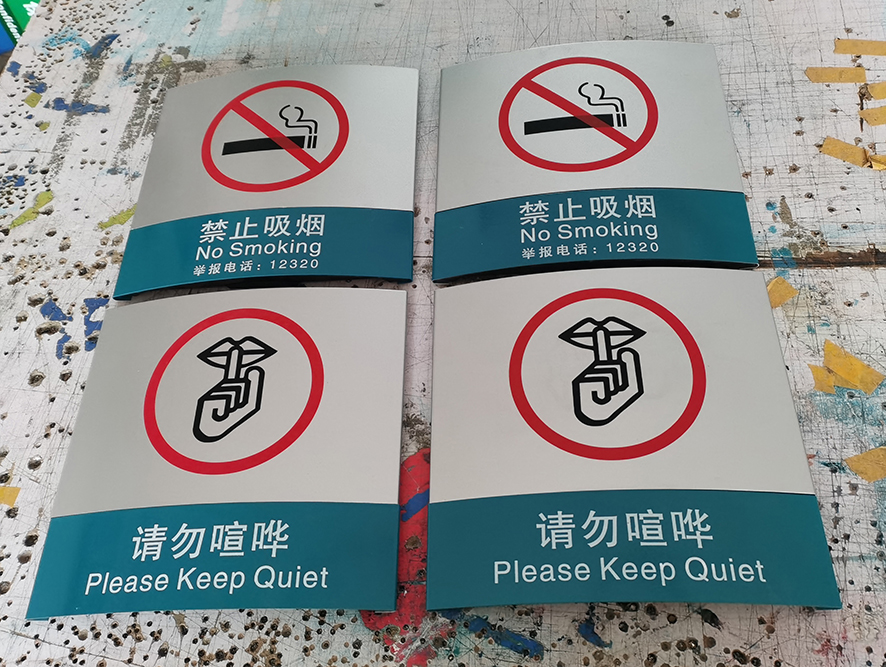 禁止吸烟
No Smoking
举报电话：12320
禁止吸烟
No Smoking
举报电话：12320
请勿喧哗
Please Keep Quiet
请勿喧哗
Please Keep Quiet